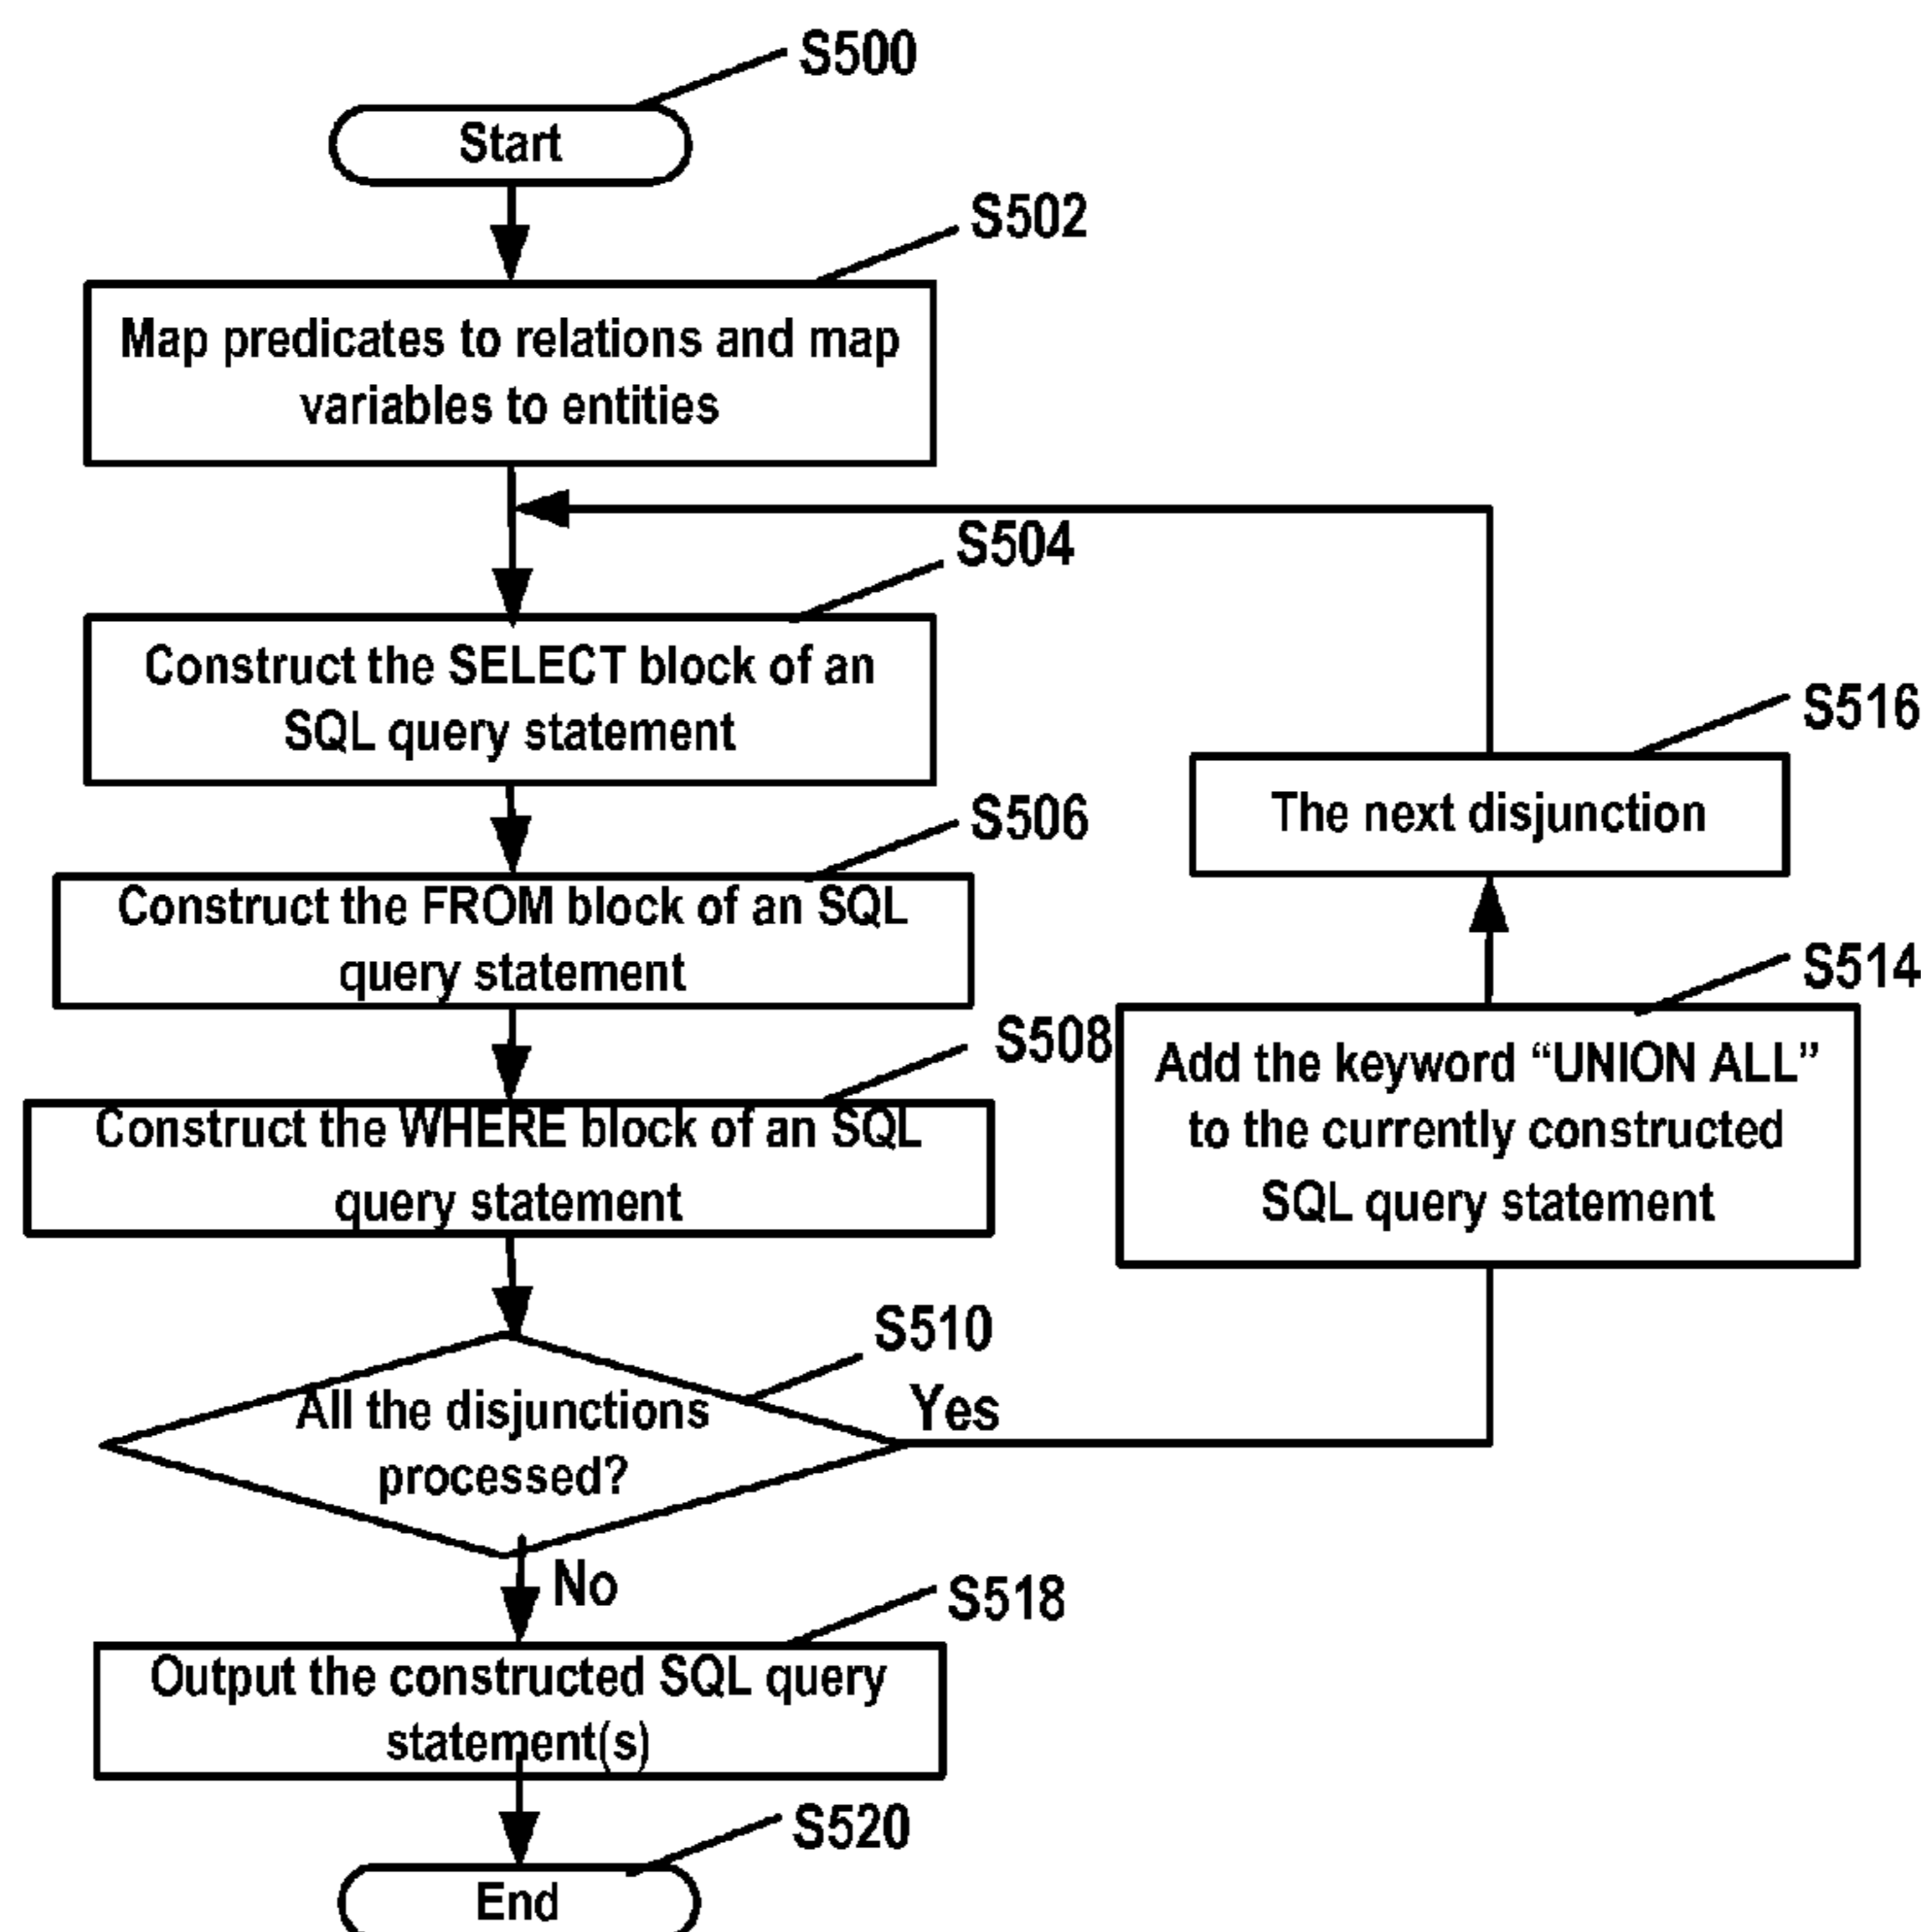 S500
Start
S502
Map predicates to relations and map
variables to entities
S504
Construct the SELECT block of an
SQL query statement
S506
Construct the FROM block of an SQL
query statement
S508
Construct the WHERE block of an SQL
query statement
S510
All the disjunctions
processed?
Yes
S514
Add the keyword “UNION ALL”
to the currently constructed
SQL query statement
S516
The next disjunction
No
S518
Output the constructed SQL query
statement(s)
S520
End